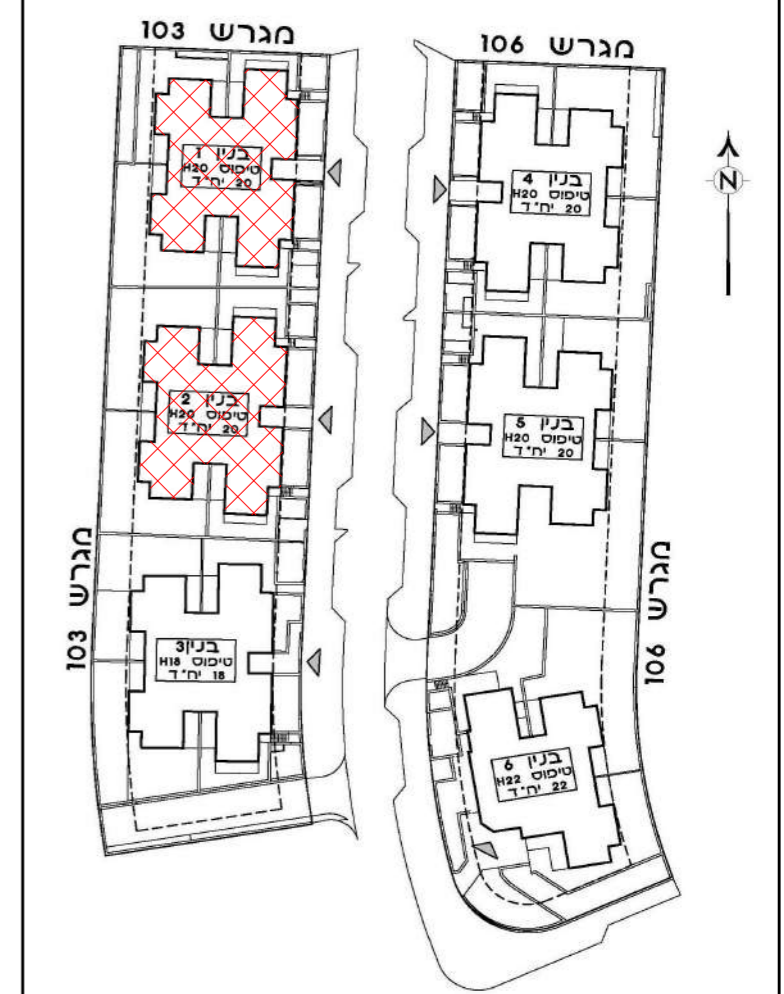 מגרש 103
מגרש 106
בנין 1
טיפוס H20
20 יח"ד
בנין 4
טיפוס H20
20 יח"ד
N
בנין 2
טיפוס H20
20 יח"ד
בנין 5
טיפוס H20
20 יח"ד
מגרש 103
בנין 3
טיפוס H18
18 יח"ד
מגרש 106
בנין 6
טיפוס H22
22 יח"ד